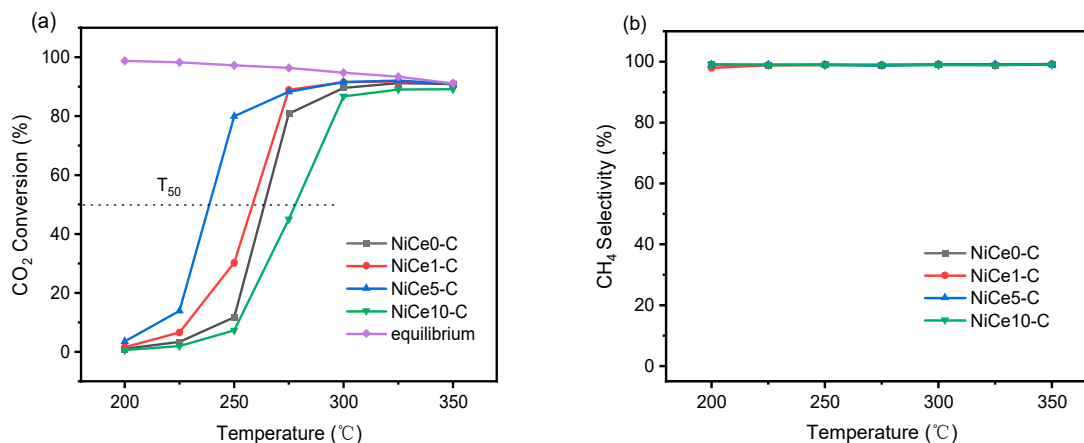 (a)
100
80
60
40
20
0
CO₂ Conversion (%)
T₅₀
NiCe0-C
NiCe1-C
NiCe5-C
NiCe10-C
equilibrium
200 250 300 350
Temperature (℃)
(b)
100
80
60
40
20
0
CH₄ Selectivity (%)
NiCe0-C
NiCe1-C
NiCe5-C
NiCe10-C
200 250 300 350
Temperature (℃)